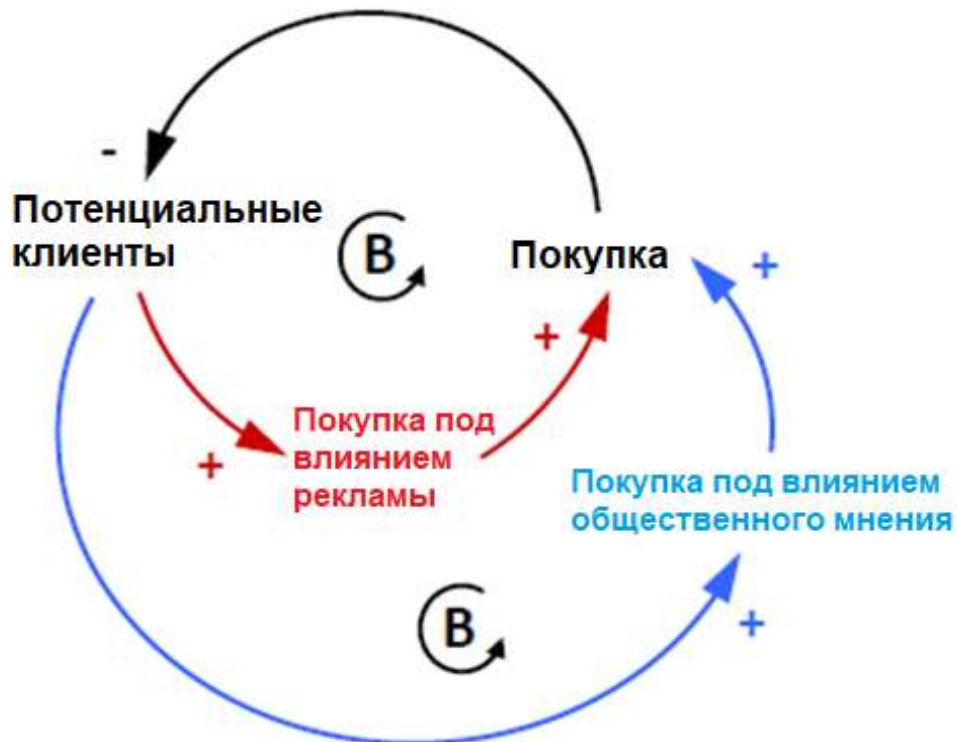 -
Потенциальные
клиенты
B
Покупка
+
+
Покупка под
влиянием
рекламы
+
Покупка под влиянием
общественного мнения
B
+